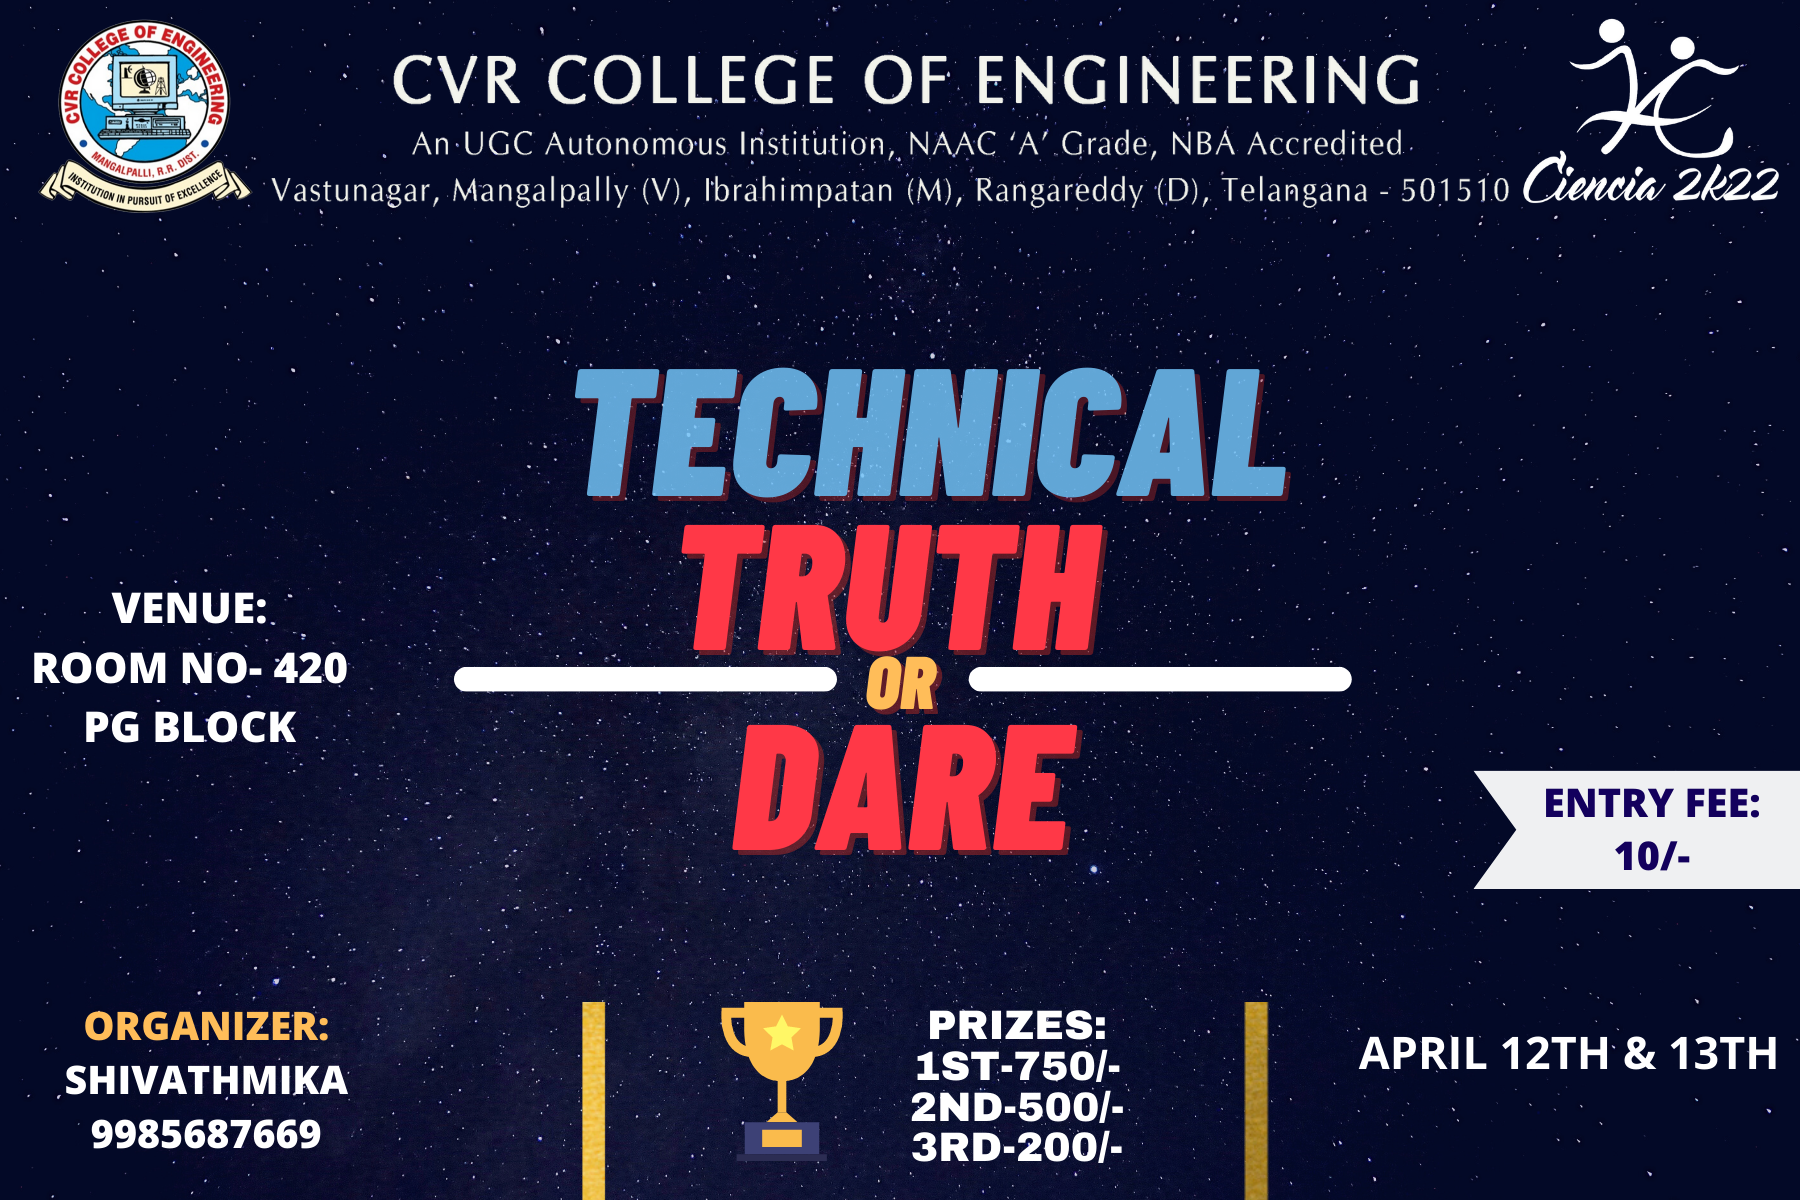 CVR COLLEGE OF ENGINEERING
MANGALPALLI, R.R. DIST.
INSTITUTION IN PURSUIT OF EXCELLENCE
CVR COLLEGE OF ENGINEERING
An UGC Autonomous Institution, NAAC ‘A’ Grade, NBA Accredited
Vastunagar, Mangalpally (V), Ibrahimpatan (M), Rangareddy (D), Telangana - 501510
Ciencia 2k22
TECHNICAL
TRUTH
OR
DARE
VENUE:
ROOM NO- 420
PG BLOCK
ENTRY FEE:
10/-
ORGANIZER:
SHIVATHMIKA
9985687669
PRIZES:
1ST-750/-
2ND-500/-
3RD-200/-
APRIL 12TH & 13TH